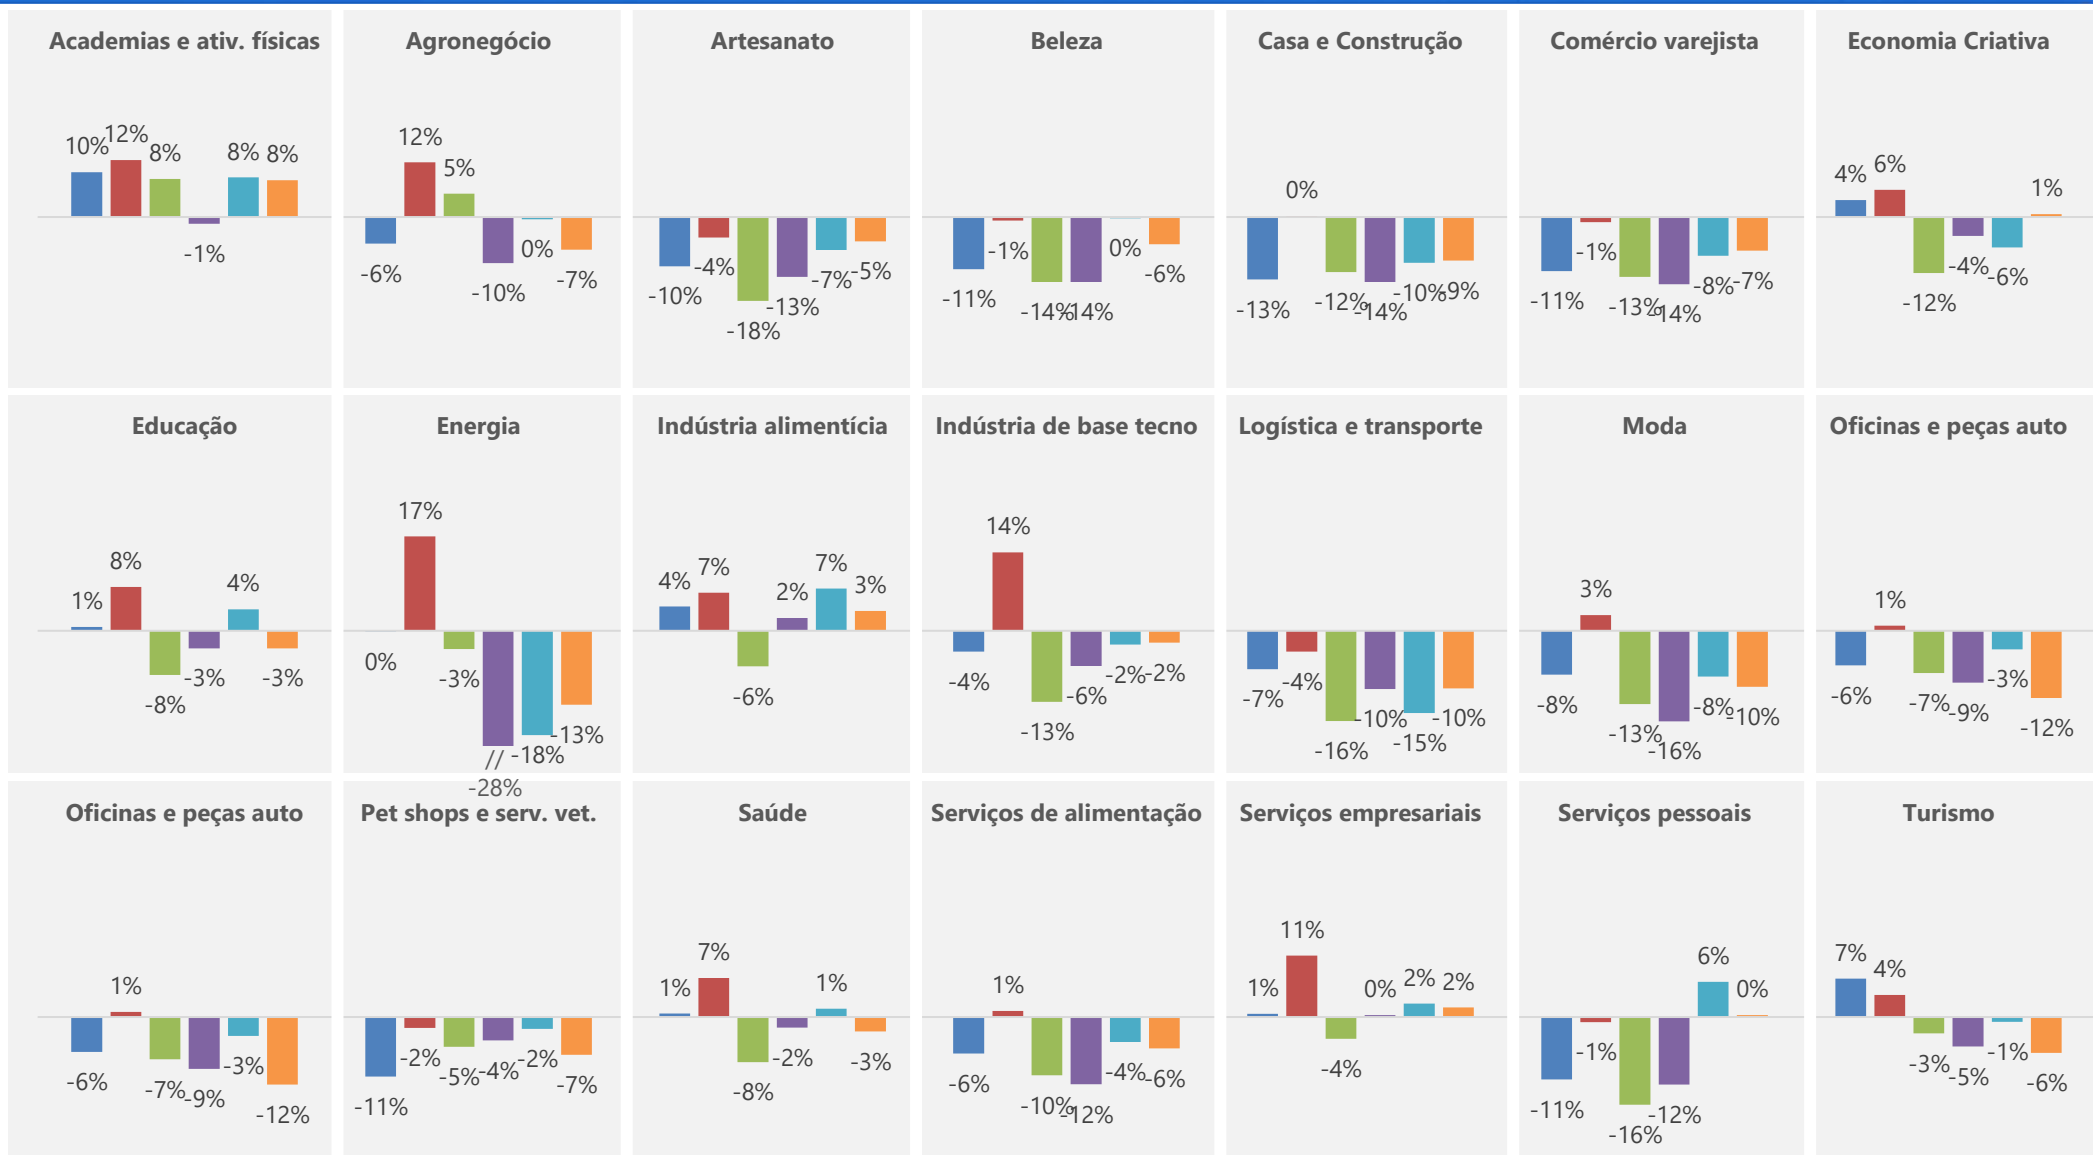 Academias e ativ. físicas
10% 12% 8% -1% 8% 8%
Agronegócio
-6% 12% 5% -10% 0% -7%
Artesanato
-10% -4% -18% -13% -7% -5%
Beleza
-11% -1% -14% -14% 0% -6%
Casa e Construção
-13% 0% -12% -14% -10% -9%
Comércio varejista
-11% -1% -13% -14% -8% -7%
Economia Criativa
4% 6% -12% -4% -6% 1%
Educação
1% 8% -8% -3% 4% -3%
Energia
0% 17% -3% // -28% -18% -13%
Indústria alimentícia
4% 7% -6% 2% 7% 3%
Indústria de base tecno
-4% 14% -13% -6% -2% -2%
Logística e transporte
-7% -4% -16% -10% -15% -10%
Moda
-8% 3% -13% -16% -8% -10%
Oficinas e peças auto
-6% 1% -7% -9% -3% -12%
Oficinas e peças auto
-6% 1% -7% -9% -3% -12%
Pet shops e serv. vet.
-11% -2% -5% -4% -2% -7%
Saúde
1% 7% -8% -2% 1% -3%
Serviços de alimentação
-6% 1% -10% -12% -4% -6%
Serviços empresariais
1% 11% -4% 0% 2% 2%
Serviços pessoais
-11% -1% -16% -12% 6% 0%
Turismo
7% 4% -3% -5% -1% -6%